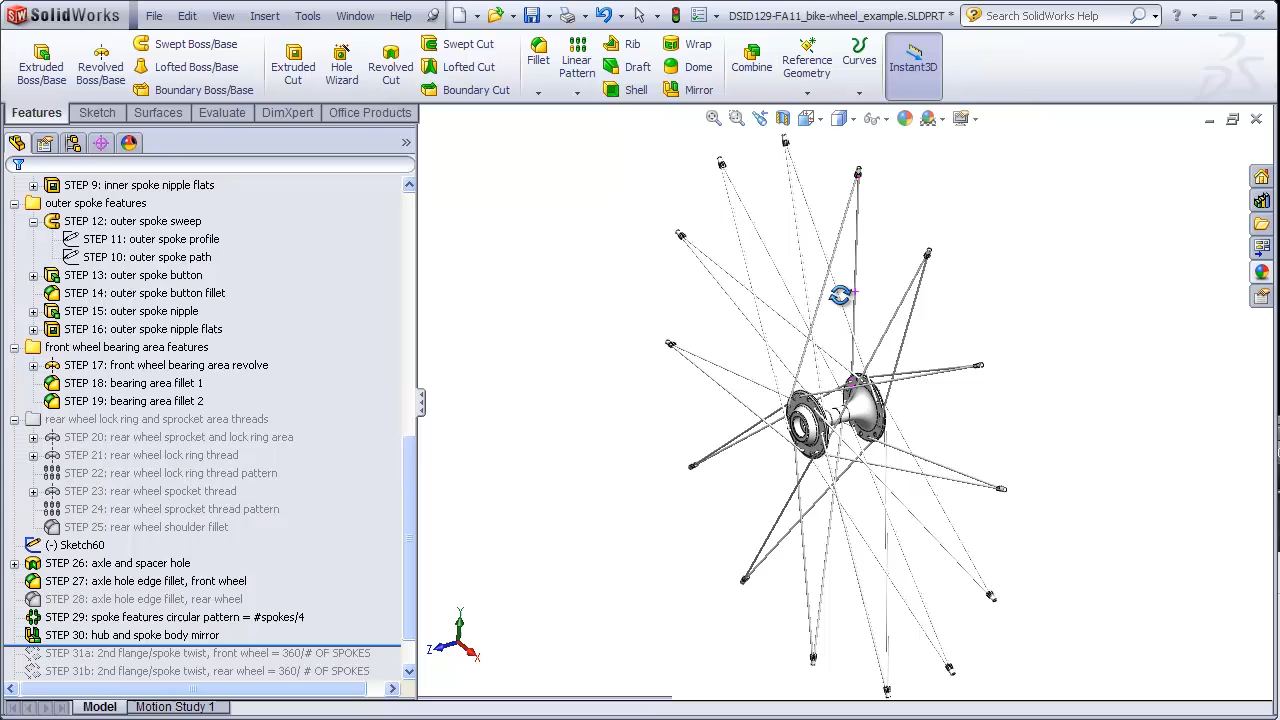 SolidWorks File Edit View Insert Tools Window Help DSID129-FA11_bike-wheel_example.SLDPRT * Search SolidWorks Help
Extruded Boss/Base
Revolved Boss/Base
Swept Boss/Base
Lofted Boss/Base
Boundary Boss/Base
Extruded Cut
Hole Wizard
Revolved Cut
Swept Cut
Lofted Cut
Boundary Cut
Fillet
Linear Pattern
Rib
Draft
Shell
Wrap
Dome
Mirror
Combine
Reference Geometry
Curves
Instant3D
Features Sketch Surfaces Evaluate DimXpert Office Products
STEP 9: inner spoke nipple flats
outer spoke features
STEP 12: outer spoke sweep
STEP 11: outer spoke profile
STEP 10: outer spoke path
STEP 13: outer spoke button
STEP 14: outer spoke button fillet
STEP 15: outer spoke nipple
STEP 16: outer spoke nipple flats
front wheel bearing area features
STEP 17: front wheel bearing area revolve
STEP 18: bearing area fillet 1
STEP 19: bearing area fillet 2
rear wheel lock ring and sprocket area threads
STEP 20: rear wheel sprocket and lock ring area
STEP 21: rear wheel lock ring thread
STEP 22: rear wheel lock ring thread pattern
STEP 23: rear wheel spocket thread
STEP 24: rear wheel sprocket thread pattern
STEP 25: rear wheel shoulder fillet
(-) Sketch60
STEP 26: axle and spacer hole
STEP 27: axle hole edge fillet, front wheel
STEP 28: axle hole edge fillet, rear wheel
STEP 29: spoke features circular pattern = #spokes/4
STEP 30: hub and spoke body mirror
STEP 31a: 2nd flange/spoke twist, front wheel = 360/# OF SPOKES
STEP 31b: 2nd flange/spoke twist, rear wheel = 360/ # OF SPOKES
Y
Z
X
Model Motion Study 1